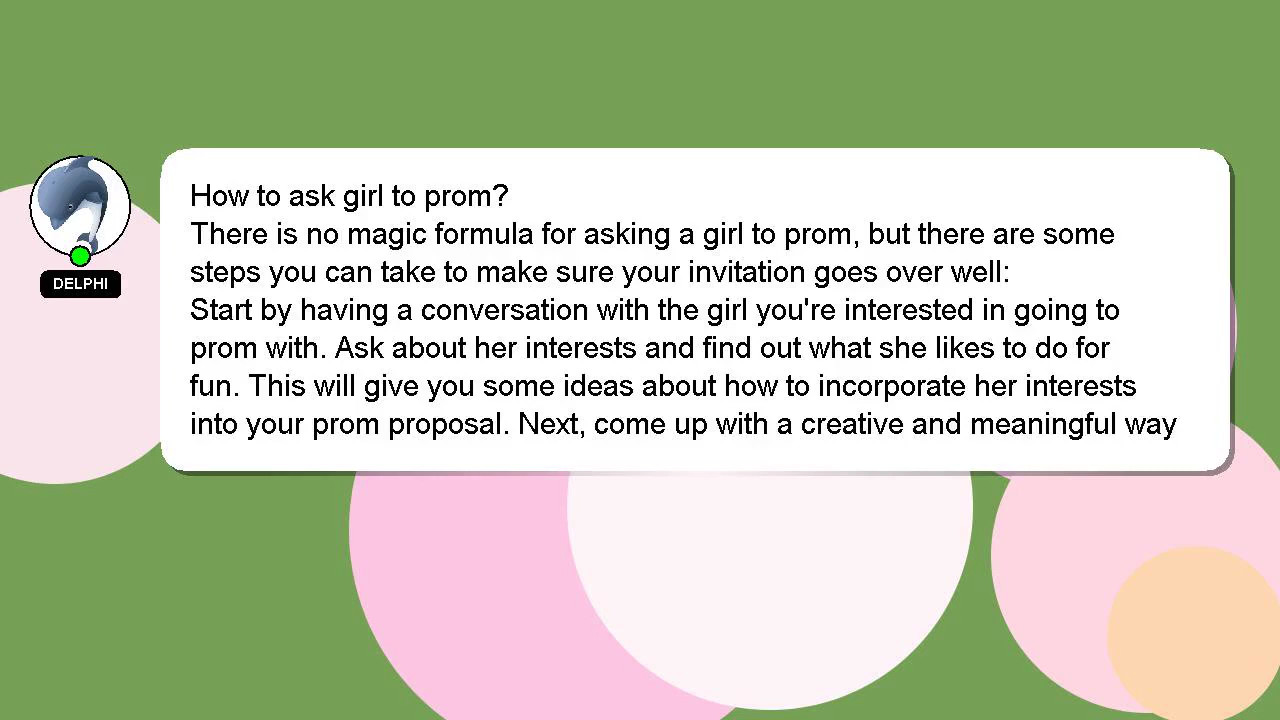 DELPHI
How to ask girl to prom?
There is no magic formula for asking a girl to prom, but there are some
steps you can take to make sure your invitation goes over well:
Start by having a conversation with the girl you're interested in going to
prom with. Ask about her interests and find out what she likes to do for
fun. This will give you some ideas about how to incorporate her interests
into your prom proposal. Next, come up with a creative and meaningful way